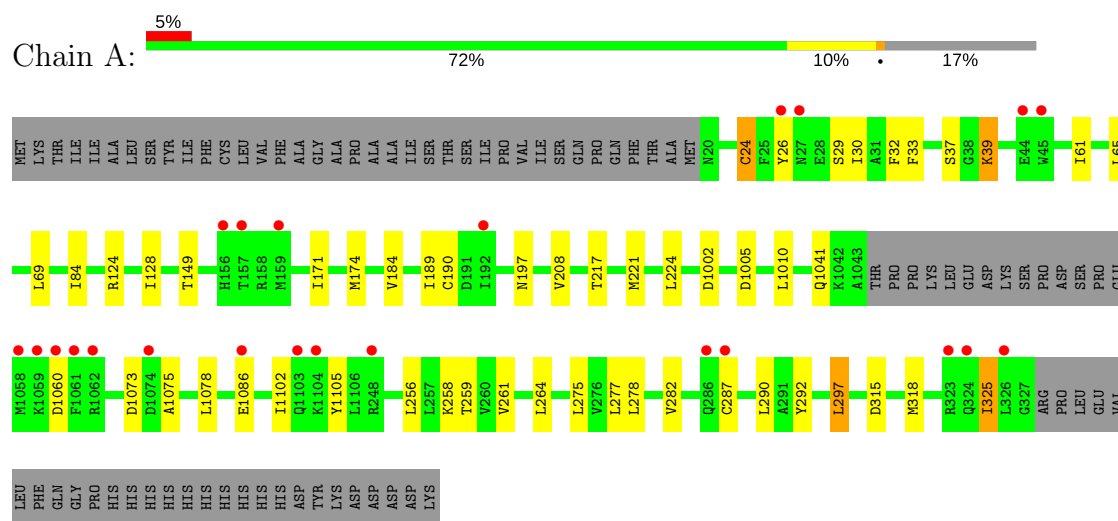 5%
Chain A:
72% 10% • 17%
MET LYS THR ILE ILE ALA LEU SER TYR ILE PHE CYS LEU VAL PHE ALA GLY ALA PRO ALA ALA ILE SER THR SER ILE PRO VAL ILE SER GLN PRO GLN PHE THR ALA MET N20 C24 F25 Y26 N27 E28 S29 I30 A31 F32 F33 S37 G38 K39 E44 W45 I61 L65
L69 I84 R124 I128 T149 H156 T157 R158 M159 I171 M174 V184 I189 C190 D191 I192 N197 V208 T217 M221 L224 D1002 D1005 L1010 Q1041 K1042 A1043 THR PRO PRO LYS LEU GLU ASP LYS SER PRO ASP SER PRO GLU
M1058 K1059 D1060 F1061 R1062 D1073 D1074 A1075 L1078 E1086 I1102 Q1103 K1104 Y1105 L1106 R248 L256 L257 K258 T259 V260 V261 L264 L275 V276 L277 L278 V282 Q286 C287 L290 A291 Y292 L297 D315 M318 R323 Q324 I325 L326 G327 ARG PRO LEU GLU VAL
LEU PHE GLN GLY PRO HIS HIS HIS HIS HIS HIS HIS HIS HIS HIS ASP TYR LYS ASP ASP ASP ASP LYS